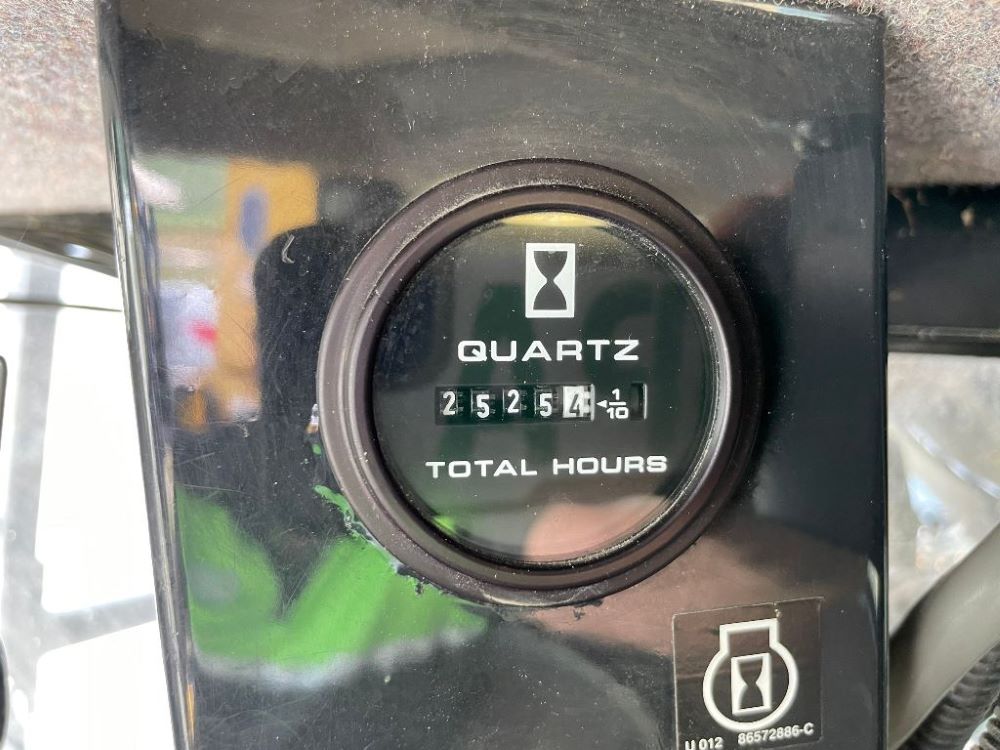 QUARTZ
25254 ◂1/10
TOTAL HOURS
U 012 86572886-C